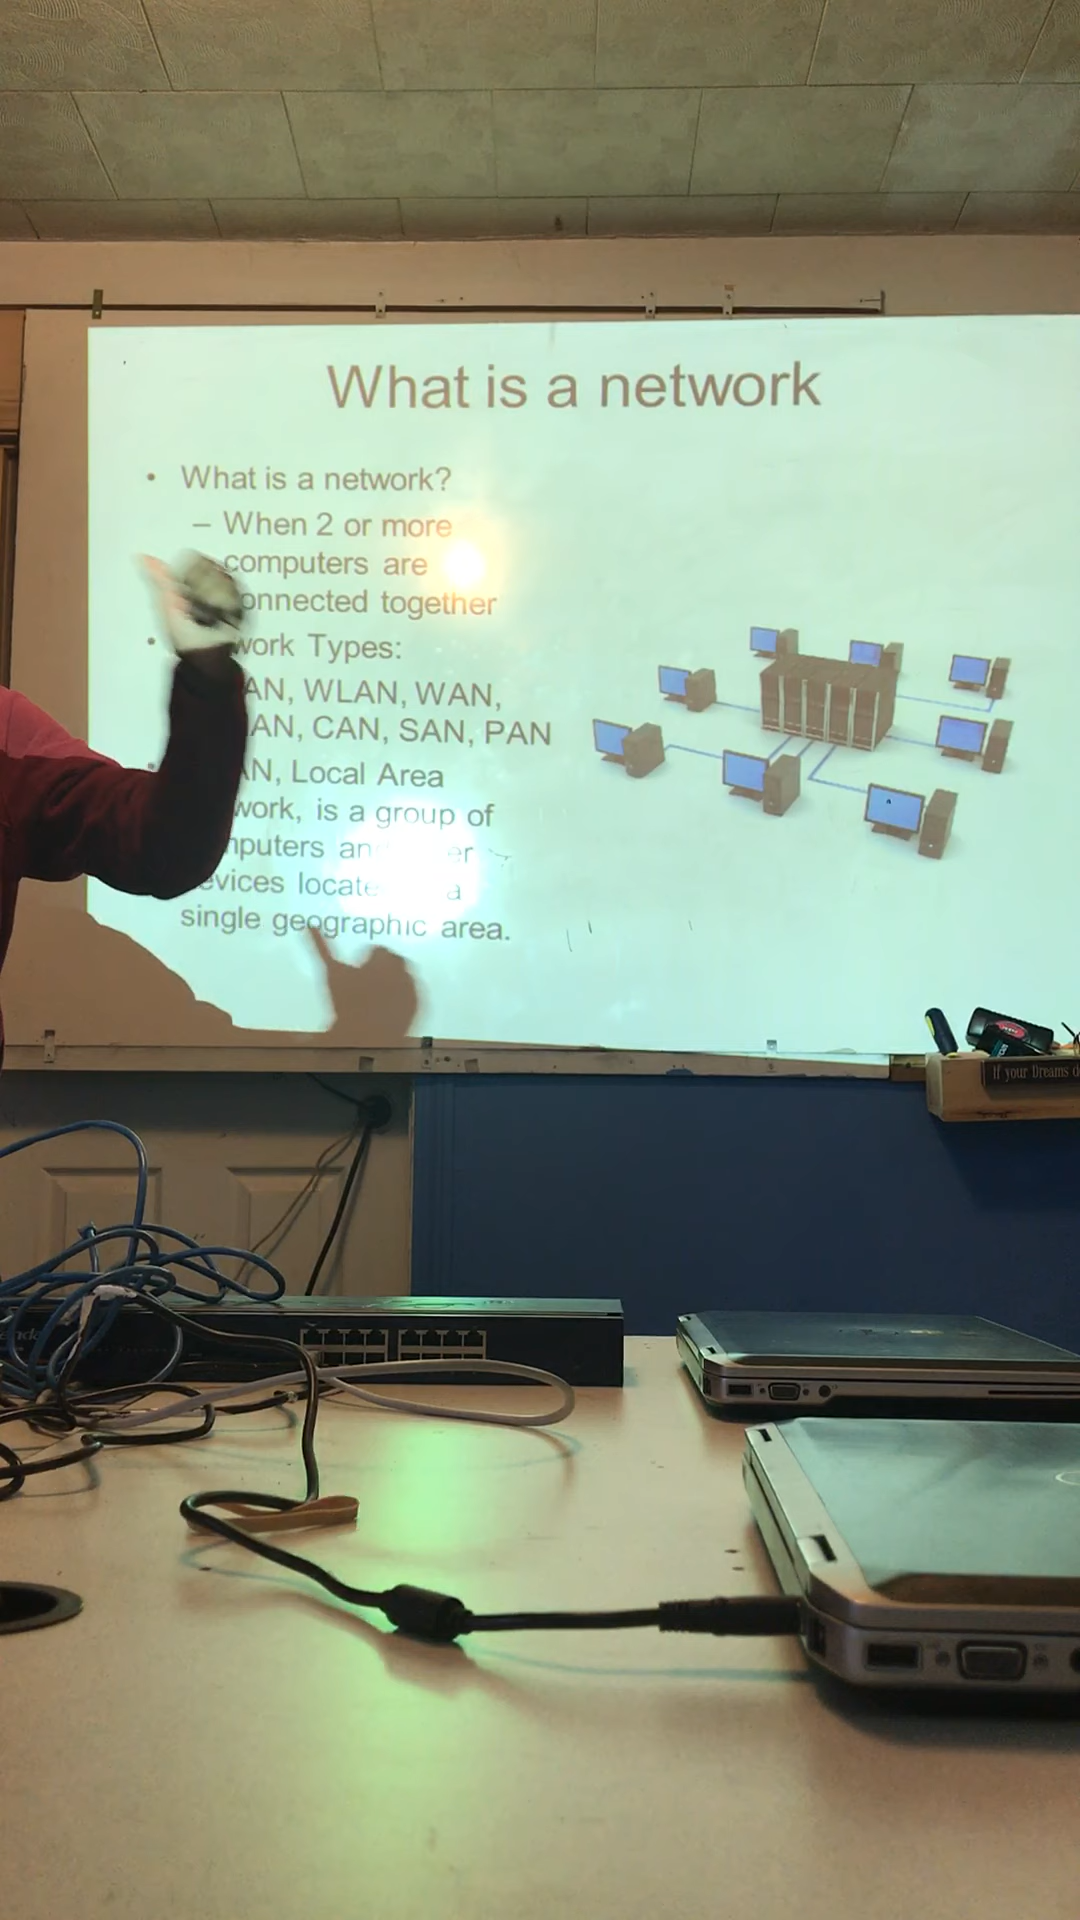 What is a network
• What is a network?
– When 2 or more
computers are
onnected together
• work Types:
AN, WLAN, WAN,
AN, CAN, SAN, PAN
N, Local Area
work, is a group of
puters an er
evices locate a
single geographic area.
If your Dreams d